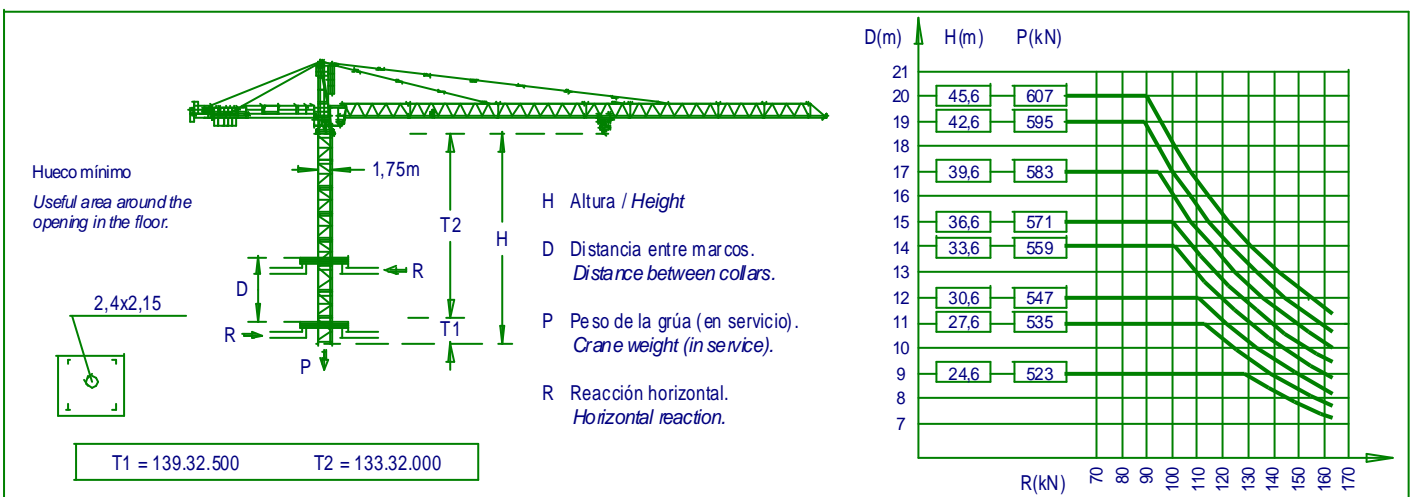 Hueco mínimo
Useful area around the
opening in the floor.
2,4x2,15
1,75m
T2
H
D
R
R
T1
P
H Altura / Height
D Distancia entre marcos.
Distance between collars.
P Peso de la grúa (en servicio).
Crane weight (in service).
R Reacción horizontal.
Horizontal reaction.
T1 = 139.32.500 T2 = 133.32.000
D(m) H(m) P(kN)
21
20 45,6 607
19 42,6 595
18
17 39,6 583
16
15 36,6 571
14 33,6 559
13
12 30,6 547
11 27,6 535
10
9 24,6 523
8
7
R(kN) 70 80 90 100 110 120 130 140 150 160 170